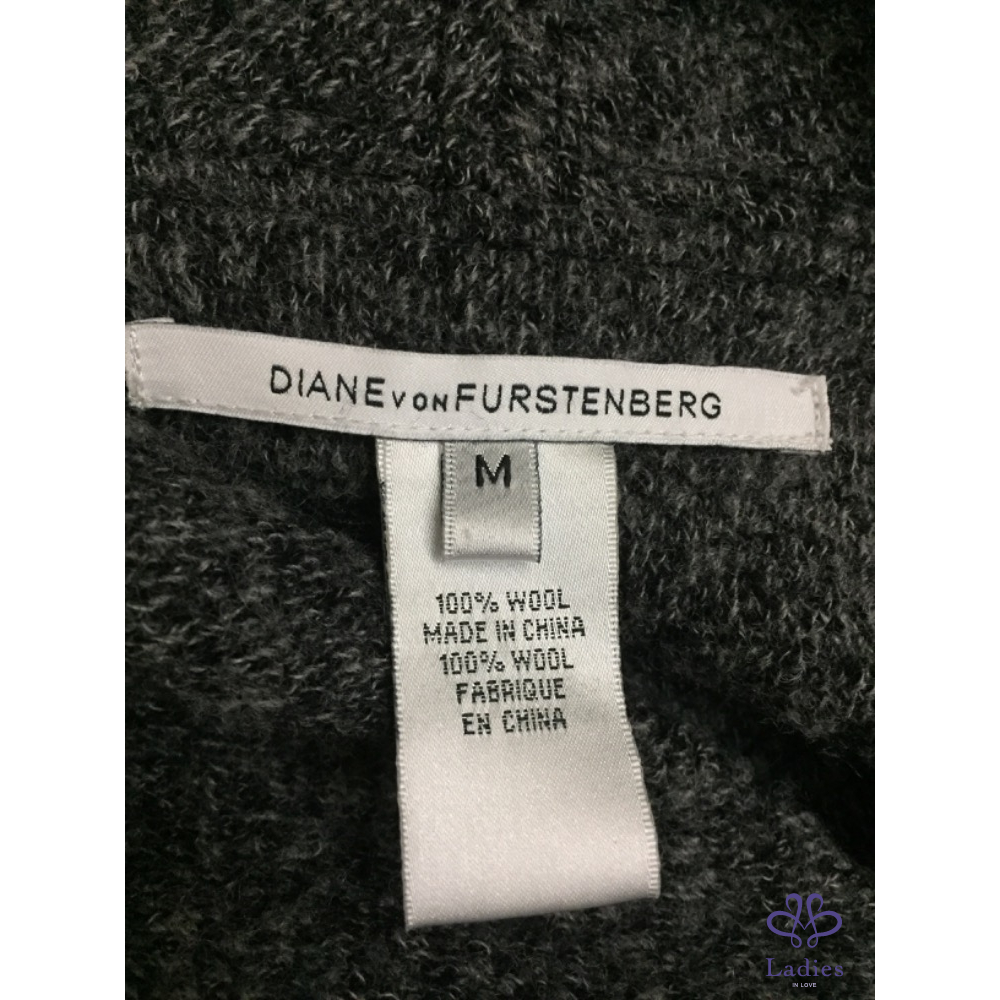 DIANE VON FURSTENBERG
M
100% WOOL
MADE IN CHINA
100% WOOL
FABRIQUE
EN CHINA
Ladies
IN LOVE